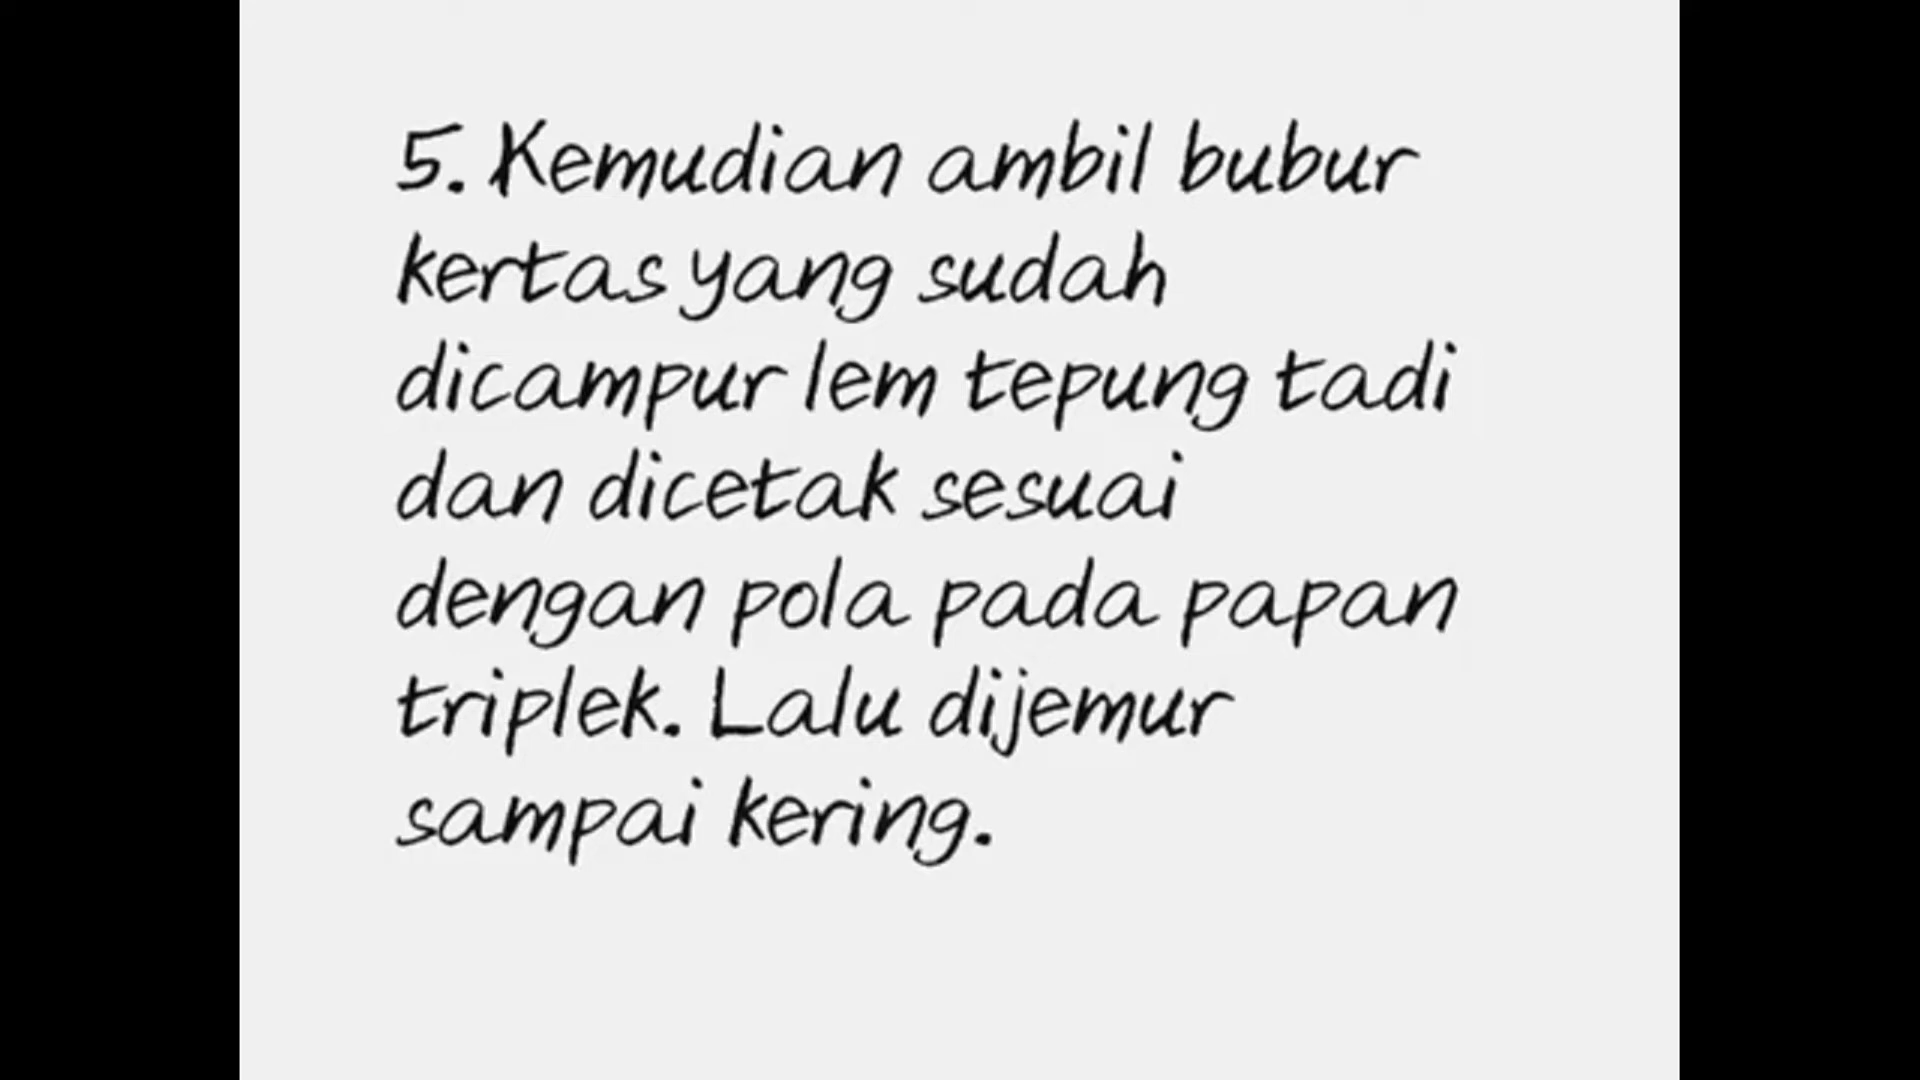 5. Kemudian ambil bubur
kertas yang sudah
dicampur lem tepung tadi
dan dicetak sesuai
dengan pola pada papan
triplek. Lalu dijemur
sampai kering.